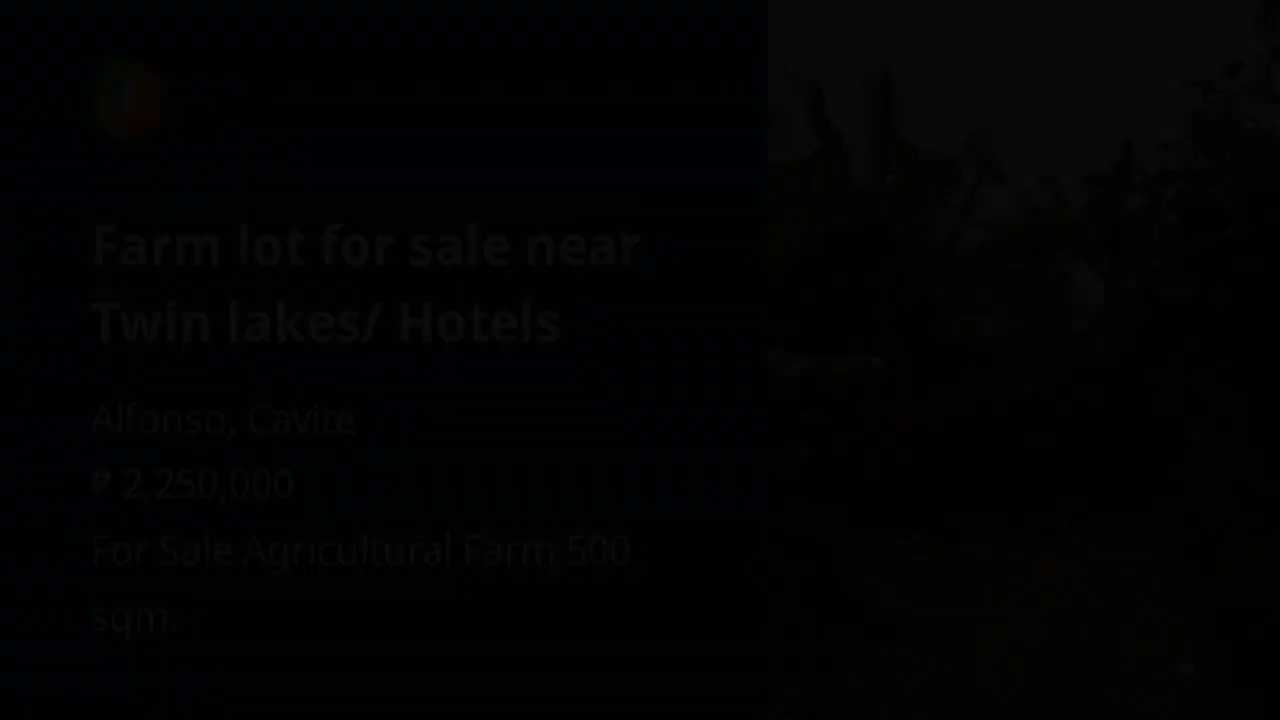 Farm lot for sale near
Twin lakes/ Hotels
Alfonso, Cavite
₱ 2,250,000
For Sale Agricultural Farm 500
sqm.